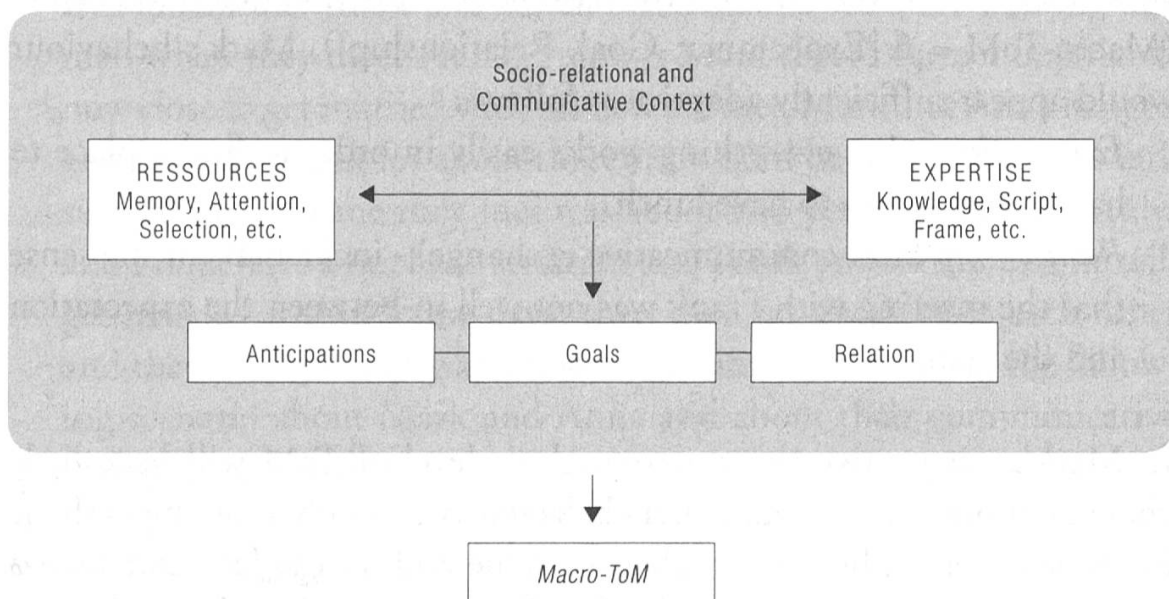 Socio-relational and
Communicative Context
RESSOURCES
Memory, Attention,
Selection, etc.
EXPERTISE
Knowledge, Script,
Frame, etc.
Anticipations
Goals
Relation
Macro-ToM